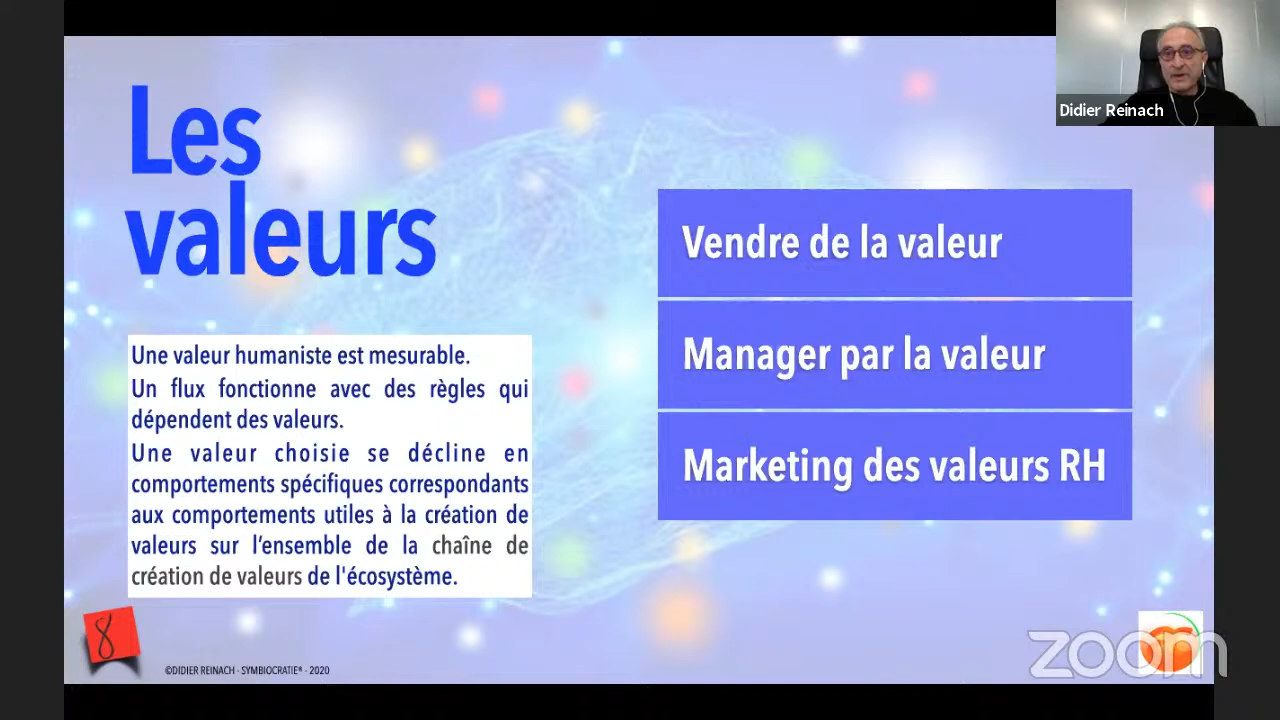 Didier Reinach
Les
valeurs
Une valeur humaniste est mesurable.
Un flux fonctionne avec des règles qui
dépendent des valeurs.
Une valeur choisie se décline en
comportements spécifiques correspondants
aux comportements utiles à la création de
valeurs sur l'ensemble de la chaîne de
création de valeurs de l'écosystème.
Vendre de la valeur
Manager par la valeur
Marketing des valeurs RH
8
©DIDIER REINACH - SYMBIOCRATIE® - 2020
zoom